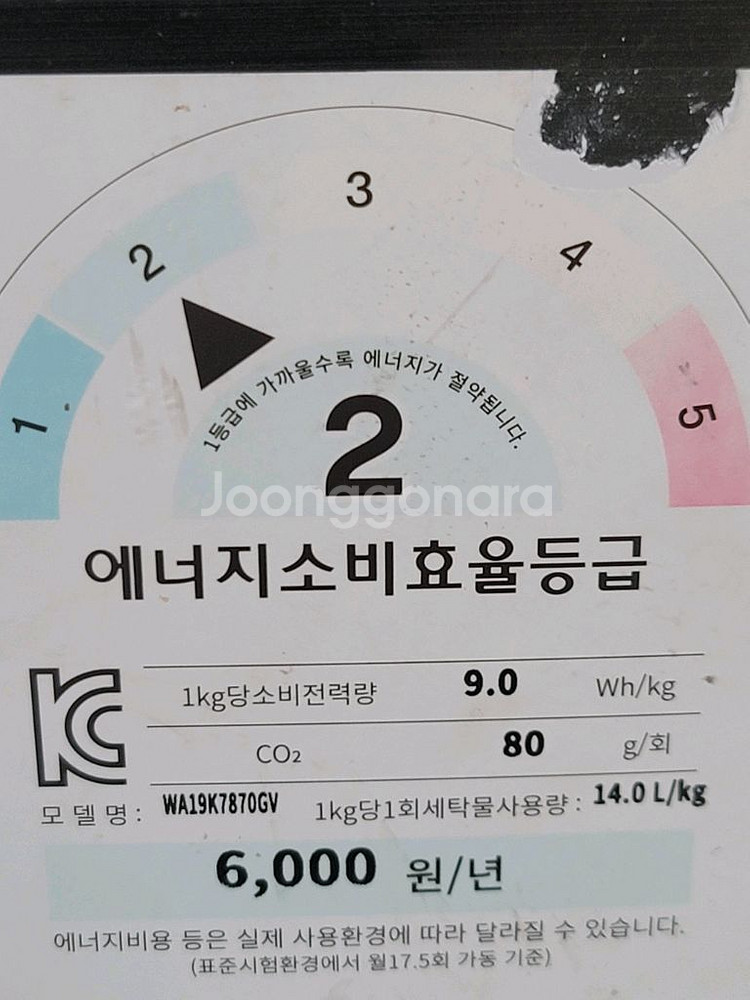 1
2
3
4
5
1등급에 가까울수록 에너지가 절약됩니다.
2
Joonggonara
에너지소비효율등급
1kg당소비전력량 9.0 Wh/kg
CO₂ 80 g/회
모델명 : WA19K7870GV 1kg당1회세탁물사용량 : 14.0 L/kg
6,000 원/년
에너지비용 등은 실제 사용환경에 따라 달라질 수 있습니다.
(표준시험환경에서 월17.5회 가동 기준)